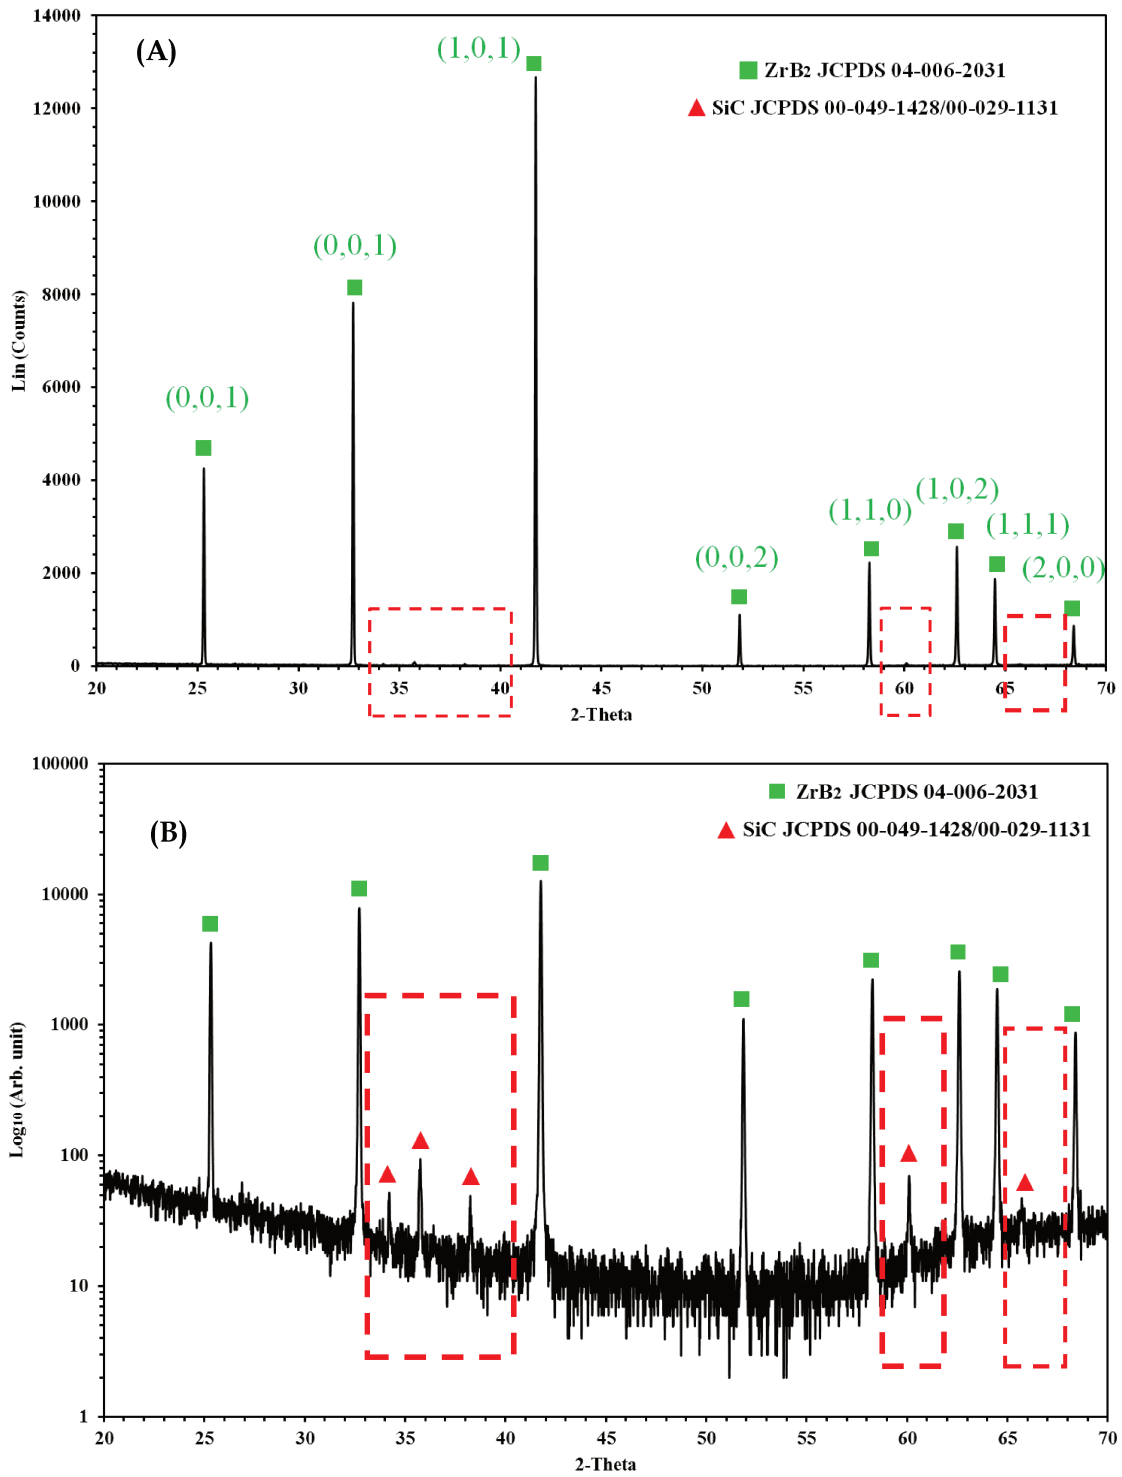 (A)
14000
12000
10000
8000
6000
4000
2000
0
Lin (Counts)
(1,0,1)
ZrB2 JCPDS 04-006-2031
SiC JCPDS 00-049-1428/00-029-1131
(0,0,1)
(0,0,1)
(1,0,2)
(1,1,0)
(1,1,1)
(0,0,2)
(2,0,0)
20 25 30 35 40 45 50 55 60 65 70
2-Theta
(B)
100000
10000
1000
100
10
1
Log10 (Arb. unit)
ZrB2 JCPDS 04-006-2031
SiC JCPDS 00-049-1428/00-029-1131
20 25 30 35 40 45 50 55 60 65 70
2-Theta